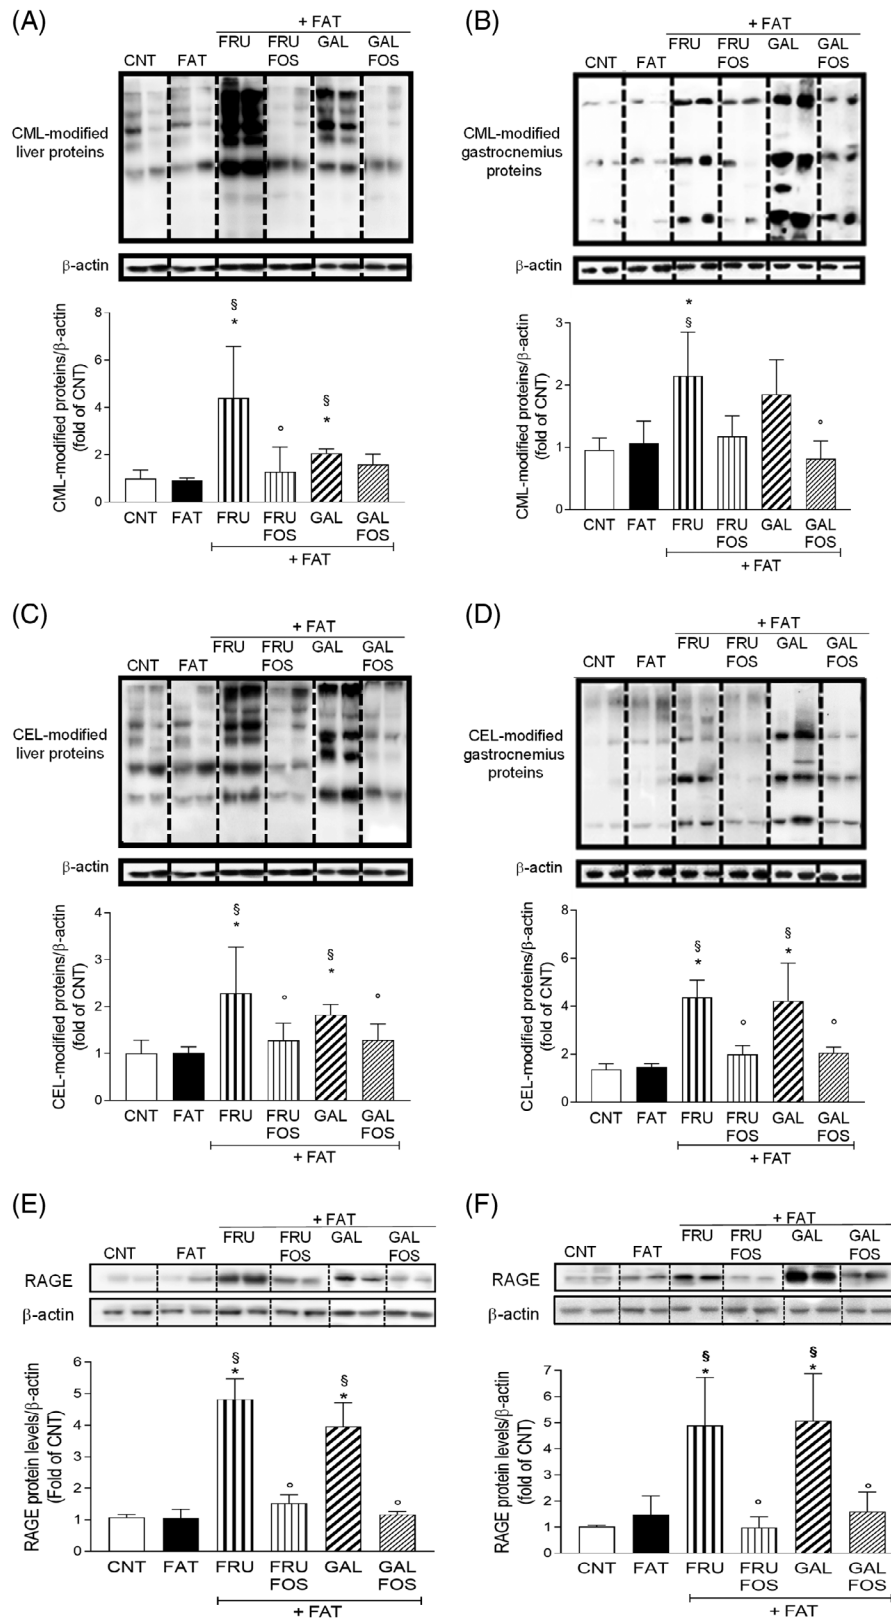 (A)
+ FAT
FRU FRU GAL GAL
CNT FAT FOS FOS
CML-modified
liver proteins
β-actin
8
6
4
2
0
CML-modified proteins/β-actin
(fold of CNT)
§
*
°
§
*
CNT FAT FRU FRU GAL GAL
FOS FOS
+ FAT
(B)
+ FAT
FRU FRU GAL GAL
CNT FAT FOS FOS
CML-modified
gastrocnemius
proteins
β-actin
3
2
1
0
CML-modified proteins/β-actin
(fold of CNT)
*
§
°
CNT FAT FRU FRU GAL GAL
FOS FOS
+ FAT
(C)
+ FAT
FRU FRU GAL GAL
CNT FAT FOS FOS
CEL-modified
liver proteins
β-actin
4
3
2
1
0
CEL-modified proteins/β-actin
(fold of CNT)
§
*
°
§
*
°
CNT FAT FRU FRU GAL GAL
FOS FOS
+ FAT
(D)
+ FAT
FRU FRU GAL GAL
CNT FAT FOS FOS
CEL-modified
gastrocnemius
proteins
β-actin
8
6
4
2
0
CEL-modified proteins/β-actin
(fold of CNT)
§
*
°
§
*
°
CNT FAT FRU FRU GAL GAL
FOS FOS
+ FAT
(E)
+ FAT
FRU FRU GAL GAL
CNT FAT FOS FOS
RAGE
β-actin
6
5
4
3
2
1
0
RAGE protein levels/β-actin
(Fold of CNT)
§
*
°
§
*
°
CNT FAT FRU FRU GAL GAL
FOS FOS
+ FAT
(F)
+ FAT
FRU FRU GAL GAL
CNT FAT FOS FOS
RAGE
β-actin
7
6
5
4
3
2
1
0
RAGE protein levels/β-actin
(fold of CNT)
§
*
°
§
*
°
CNT FAT FRU FRU GAL GAL
FOS FOS
+ FAT